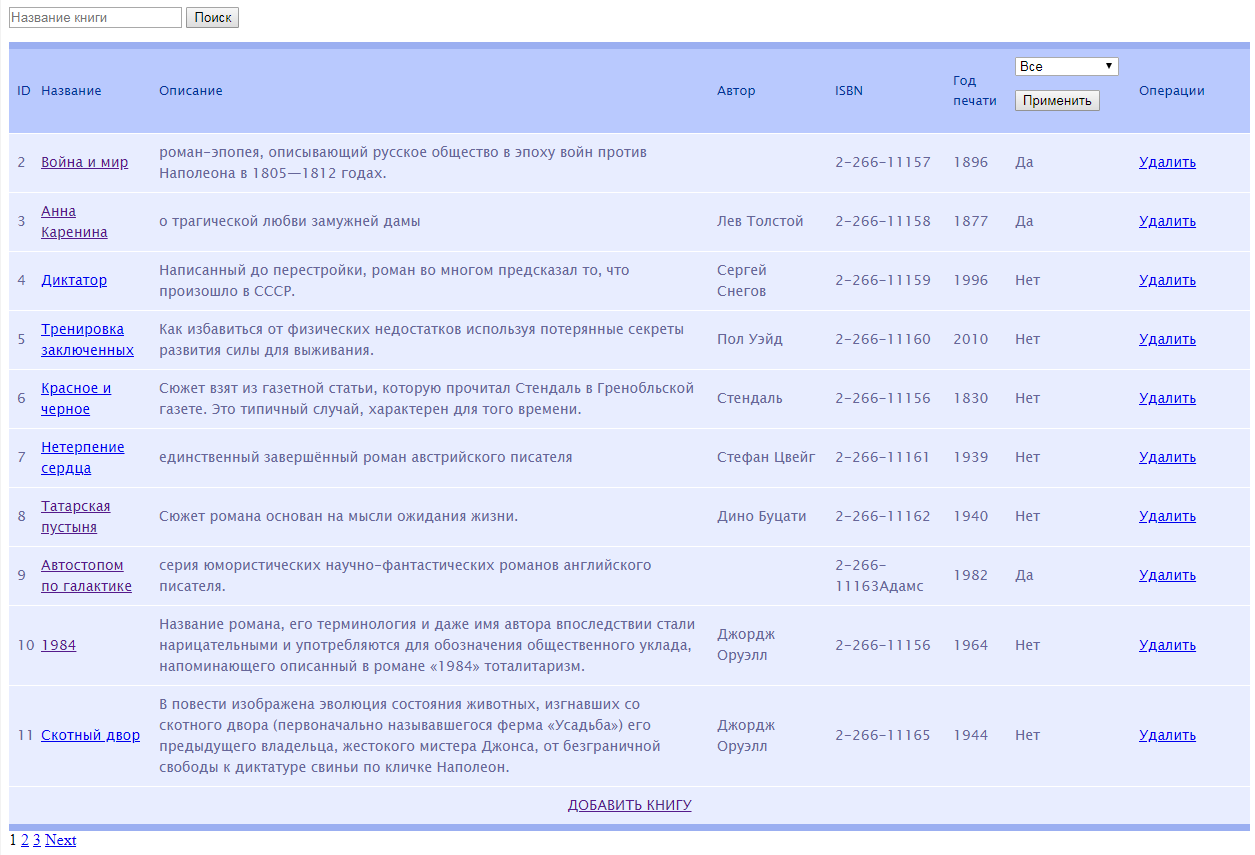 Название книги Поиск
ID Название Описание Автор ISBN Год печати Все Применить Операции
2 Война и мир роман-эпопея, описывающий русское общество в эпоху войн против
Наполеона в 1805—1812 годах. 2-266-11157 1896 Да Удалить
3 Анна
Каренина о трагической любви замужней дамы Лев Толстой 2-266-11158 1877 Да Удалить
4 Диктатор Написанный до перестройки, роман во многом предсказал то, что
произошло в СССР. Сергей
Снегов 2-266-11159 1996 Нет Удалить
5 Тренировка
заключенных Как избавиться от физических недостатков используя потерянные секреты
развития силы для выживания. Пол Уэйд 2-266-11160 2010 Нет Удалить
6 Красное и
черное Сюжет взят из газетной статьи, которую прочитал Стендаль в Гренобльской
газете. Это типичный случай, характерен для того времени. Стендаль 2-266-11156 1830 Нет Удалить
7 Нетерпение
сердца единственный завершённый роман австрийского писателя Стефан Цвейг 2-266-11161 1939 Нет Удалить
8 Татарская
пустыня Сюжет романа основан на мысли ожидания жизни. Дино Буцати 2-266-11162 1940 Нет Удалить
9 Автостопом
по галактике серия юмористических научно-фантастических романов английского
писателя. 2-266-
11163Адамс 1982 Да Удалить
10 1984 Название романа, его терминология и даже имя автора впоследствии стали
нарицательными и употребляются для обозначения общественного уклада,
напоминающего описанный в романе «1984» тоталитаризм. Джордж
Оруэлл 2-266-11156 1964 Нет Удалить
11 Скотный двор В повести изображена эволюция состояния животных, изгнавших со
скотного двора (первоначально называвшегося ферма «Усадьба») его
предыдущего владельца, жестокого мистера Джонса, от безграничной
свободы к диктатуре свиньи по кличке Наполеон. Джордж
Оруэлл 2-266-11165 1944 Нет Удалить
ДОБАВИТЬ КНИГУ
1 2 3 Next